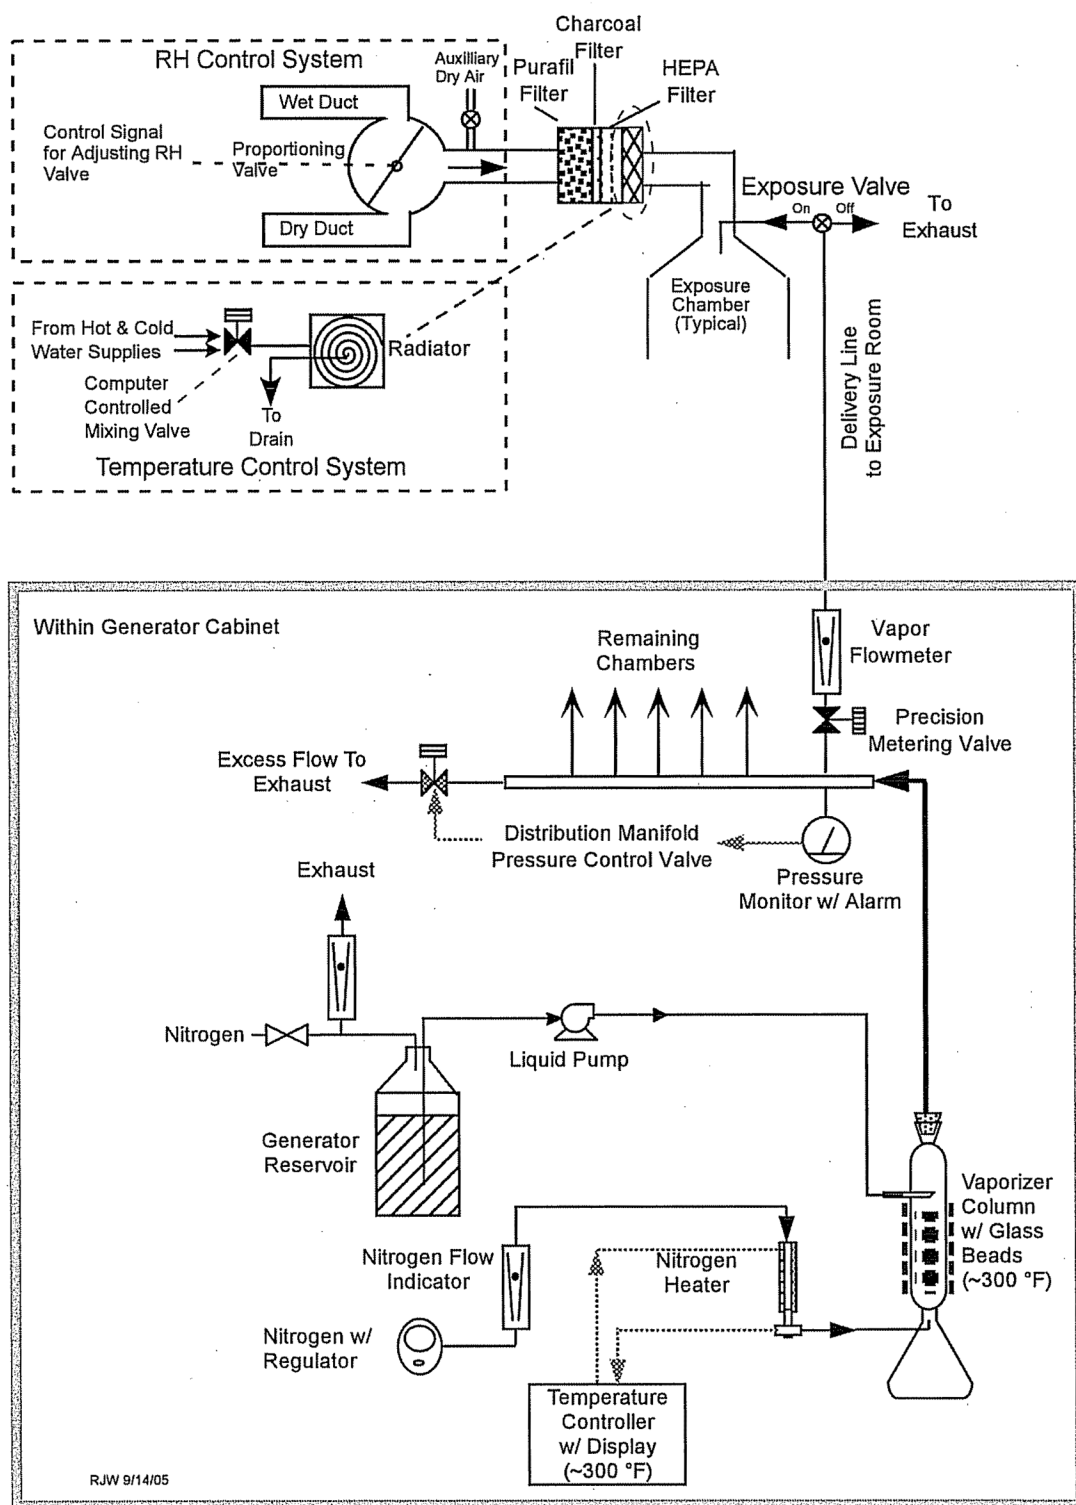 Charcoal
Filter
RH Control System
Auxilliary
Dry Air
Purafil
Filter
HEPA
Filter
Wet Duct
Control Signal
for Adjusting RH
Valve
Proportioning
Valve
Dry Duct
Exposure Valve
On
Off
To
Exhaust
Exposure
Chamber
(Typical)
From Hot & Cold
Water Supplies
Radiator
Computer
Controlled
Mixing Valve
To
Drain
Temperature Control System
Delivery Line
to Exposure Room
Within Generator Cabinet
Remaining
Chambers
Vapor
Flowmeter
Precision
Metering Valve
Excess Flow To
Exhaust
Distribution Manifold
Pressure Control Valve
Pressure
Monitor w/ Alarm
Exhaust
Nitrogen
Liquid Pump
Generator
Reservoir
Vaporizer
Column
w/ Glass
Beads
(~300 °F)
Nitrogen Flow
Indicator
Nitrogen
Heater
Nitrogen w/
Regulator
Temperature
Controller
w/ Display
(~300 °F)
RJW 9/14/05